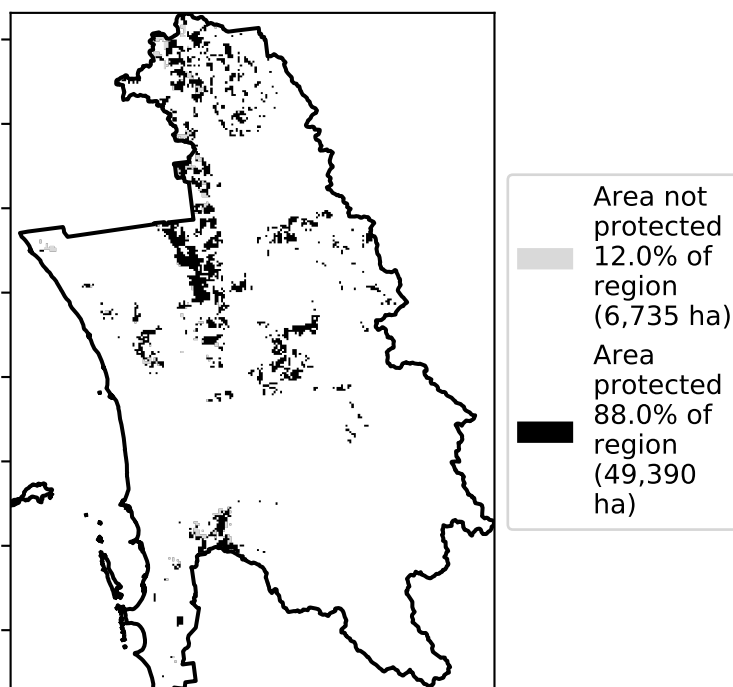 Area not
protected
12.0% of
region
(6,735 ha)
Area
protected
88.0% of
region
(49,390
ha)